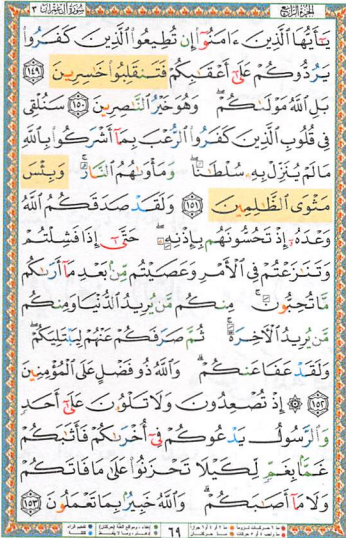 الجزء الرابع سورة آل عمران ٣
يَٰٓأَيُّهَا ٱلَّذِينَ ءَامَنُوٓا۟ إِن تُطِيعُوا۟ ٱلَّذِينَ كَفَرُوا۟
يَرُدُّوكُمْ عَلَىٰٓ أَعْقَٰبِكُمْ فَتَنقَلِبُوا۟ خَٰسِرِينَ ١٤٩
بَلِ ٱللَّهُ مَوْلَىٰكُمْ ۖ وَهُوَ خَيْرُ ٱلنَّٰصِرِينَ ١٥٠ سَنُلْقِى
فِى قُلُوبِ ٱلَّذِينَ كَفَرُوا۟ ٱلرُّعْبَ بِمَآ أَشْرَكُوا۟ بِٱللَّهِ
مَا لَمْ يُنَزِّلْ بِهِۦ سُلْطَٰنًا ۖ وَمَأْوَىٰهُمُ ٱلنَّارُ ۚ وَبِئْسَ
مَثْوَى ٱلظَّٰلِمِينَ ١٥١ وَلَقَدْ صَدَقَكُمُ ٱللَّهُ
وَعْدَهُۥٓ إِذْ تَحُسُّونَهُم بِإِذْنِهِۦ ۖ حَتَّىٰٓ إِذَا فَشِلْتُمْ
وَتَنَٰزَعْتُمْ فِى ٱلْأَمْرِ وَعَصَيْتُم مِّنۢ بَعْدِ مَآ أَرَىٰكُم
مَّا تُحِبُّونَ ۚ مِنكُم مَّن يُرِيدُ ٱلدُّنْيَا وَمِنكُم
مَّن يُرِيدُ ٱلْءَاخِرَةَ ۚ ثُمَّ صَرَفَكُمْ عَنْهُمْ لِيَبْتَلِيَكُمْ ۖ
وَلَقَدْ عَفَا عَنكُمْ ۗ وَٱللَّهُ ذُو فَضْلٍ عَلَى ٱلْمُؤْمِنِينَ
١٥٢ ۞ إِذْ تُصْعِدُونَ وَلَا تَلْوُۥنَ عَلَىٰٓ أَحَدٍ
وَٱلرَّسُولُ يَدْعُوكُمْ فِىٓ أُخْرَىٰكُمْ فَأَثَٰبَكُمْ
غَمًّۢا بِغَمٍّ لِّكَيْلَا تَحْزَنُوا۟ عَلَىٰ مَا فَاتَكُمْ
وَلَا مَآ أَصَٰبَكُمْ ۗ وَٱللَّهُ خَبِيرٌۢ بِمَا تَعْمَلُونَ ١٥٣
٦٩